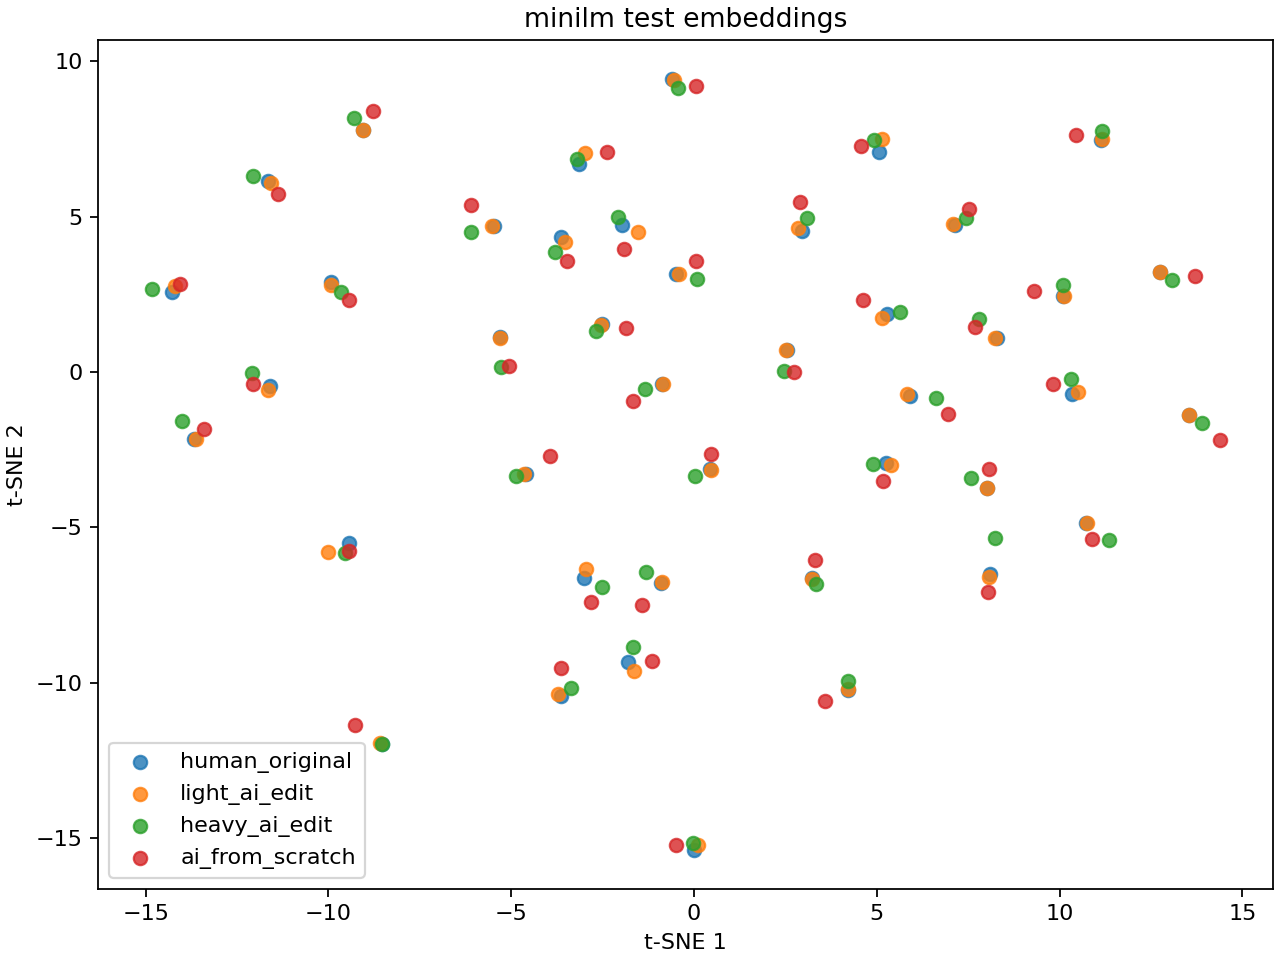 minilm test embeddings
10
5
0
−5
−10
−15
t-SNE 2
human_original
light_ai_edit
heavy_ai_edit
ai_from_scratch
−15 −10 −5 0 5 10 15
t-SNE 1